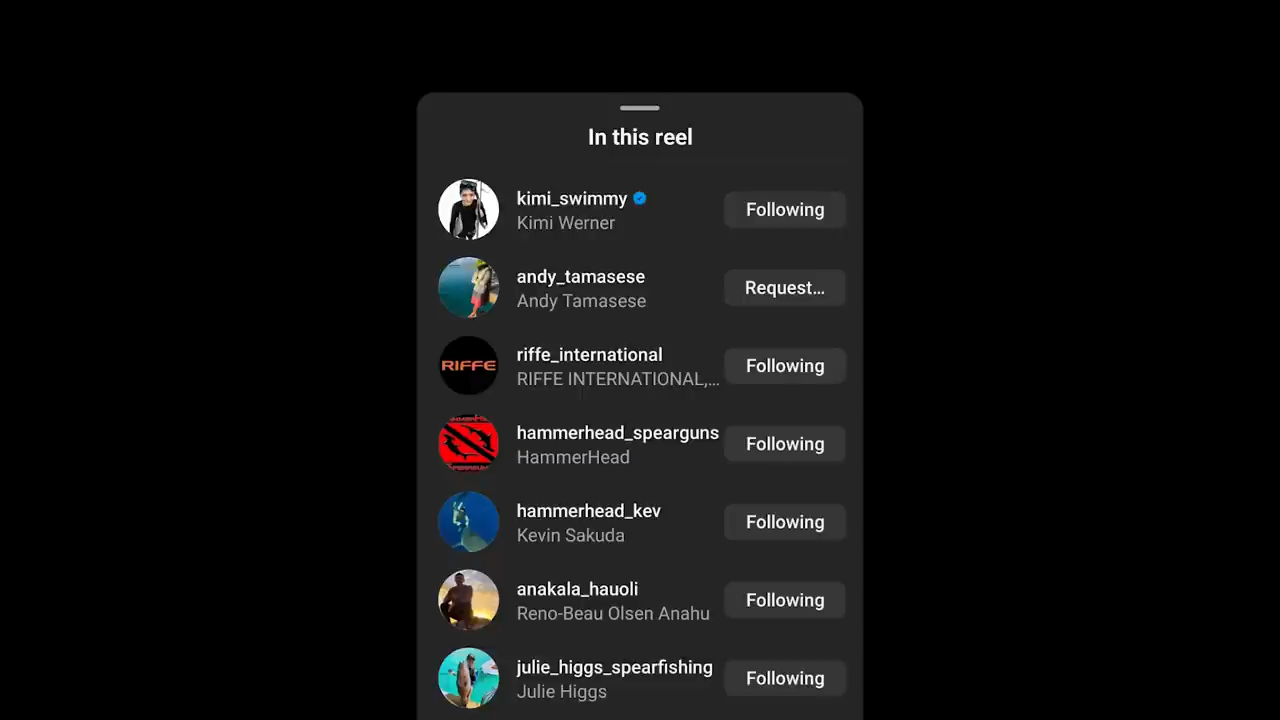 In this reel
kimi_swimmy
Kimi Werner
Following
andy_tamasese
Andy Tamasese
Request...
RIFFE
riffe_international
RIFFE INTERNATIONAL,...
Following
hammerhead_spearguns
HammerHead
Following
hammerhead_kev
Kevin Sakuda
Following
anakala_hauoli
Reno-Beau Olsen Anahu
Following
julie_higgs_spearfishing
Julie Higgs
Following